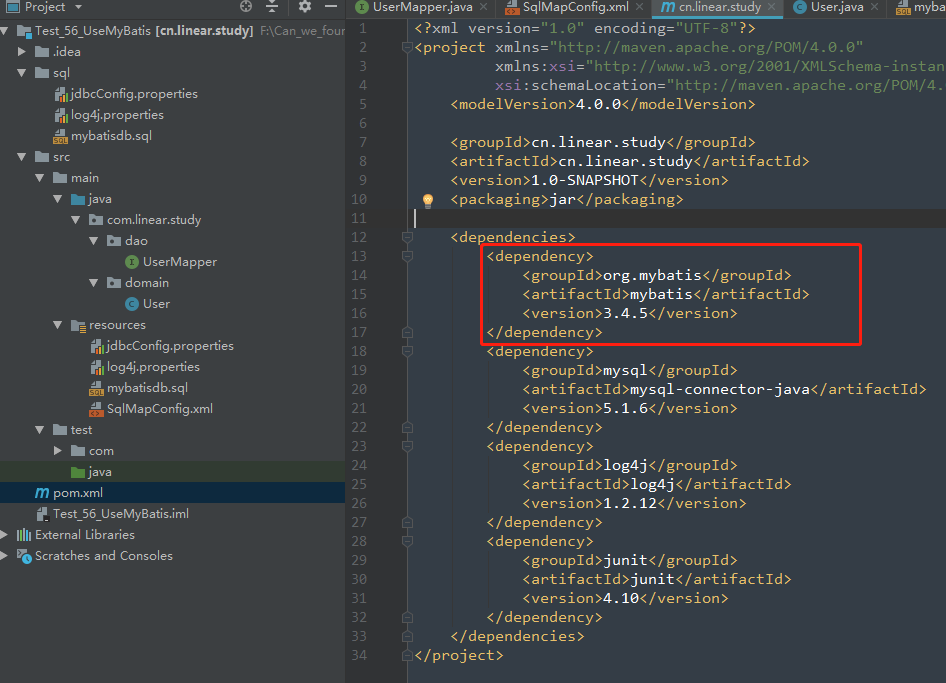 Project
Test_56_UseMyBatis [cn.linear.study] F:\Can_we_four
.idea
sql
jdbcConfig.properties
log4j.properties
mybatisdb.sql
src
main
java
com.linear.study
dao
UserMapper
domain
User
resources
jdbcConfig.properties
log4j.properties
mybatisdb.sql
SqlMapConfig.xml
test
com
java
pom.xml
Test_56_UseMyBatis.iml
External Libraries
Scratches and Consoles
UserMapper.java
SqlMapConfig.xml
cn.linear.study
User.java
myba
1 <?xml version="1.0" encoding="UTF-8"?>
2 <project xmlns="http://maven.apache.org/POM/4.0.0"
3 xmlns:xsi="http://www.w3.org/2001/XMLSchema-instan
4 xsi:schemaLocation="http://maven.apache.org/POM/4.
5 <modelVersion>4.0.0</modelVersion>
6
7 <groupId>cn.linear.study</groupId>
8 <artifactId>cn.linear.study</artifactId>
9 <version>1.0-SNAPSHOT</version>
10 <packaging>jar</packaging>
11
12 <dependencies>
13 <dependency>
14 <groupId>org.mybatis</groupId>
15 <artifactId>mybatis</artifactId>
16 <version>3.4.5</version>
17 </dependency>
18 <dependency>
19 <groupId>mysql</groupId>
20 <artifactId>mysql-connector-java</artifactId>
21 <version>5.1.6</version>
22 </dependency>
23 <dependency>
24 <groupId>log4j</groupId>
25 <artifactId>log4j</artifactId>
26 <version>1.2.12</version>
27 </dependency>
28 <dependency>
29 <groupId>junit</groupId>
30 <artifactId>junit</artifactId>
31 <version>4.10</version>
32 </dependency>
33 </dependencies>
34 </project>